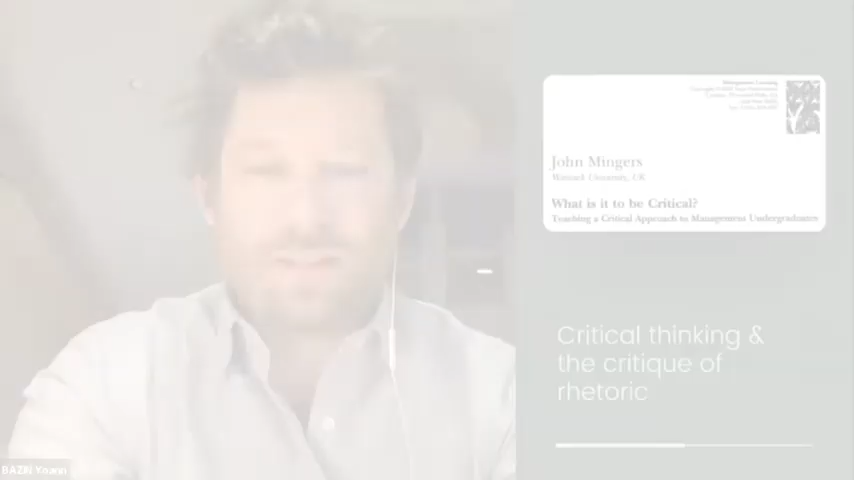 John Mingers
Warwick University, UK
What is it to be Critical?
Teaching a Critical Approach to Management Undergraduates
Critical thinking &
the critique of
rhetoric
BAZIN Yoann